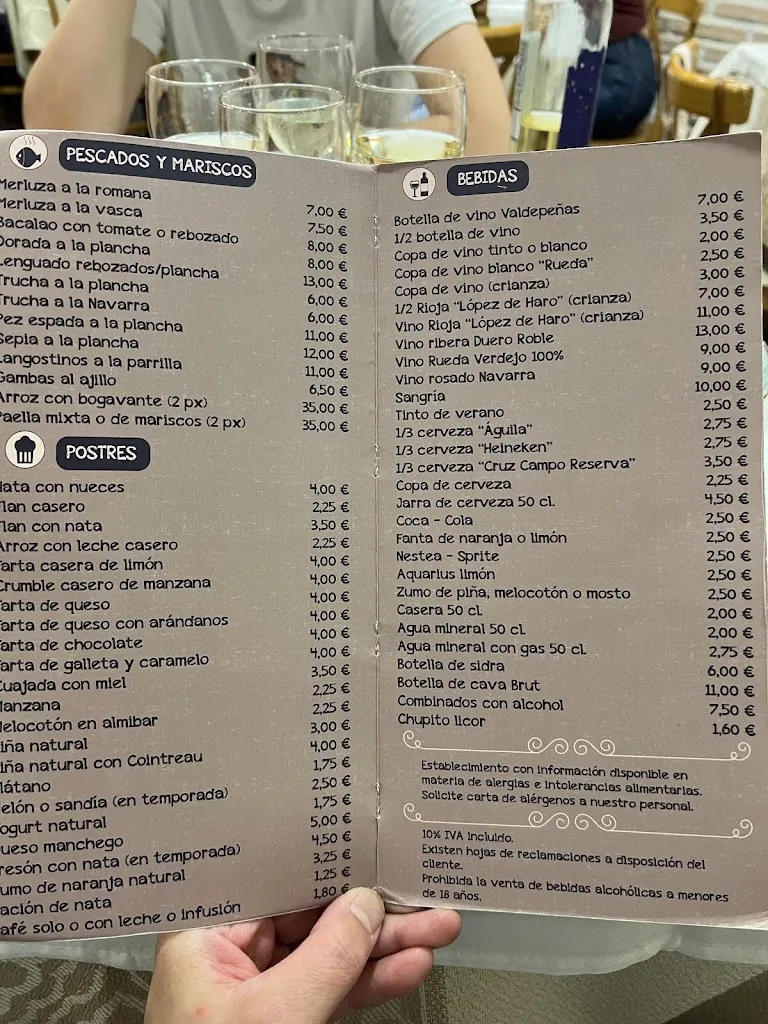 PESCADOS Y MARISCOS
Merluza a la romana 7,00 €
Merluza a la vasca 7,50 €
Bacalao con tomate o rebozado 8,00 €
Dorada a la plancha 8,00 €
Lenguado rebozados/plancha 13,00 €
Trucha a la plancha 6,00 €
Trucha a la Navarra 6,00 €
Pez espada a la plancha 11,00 €
Sepia a la plancha 12,00 €
Langostinos a la parrilla 11,00 €
Gambas al ajillo 6,50 €
Arroz con bogavante (2 px) 35,00 €
Paella mixta o de mariscos (2 px) 35,00 €
POSTRES
Nata con nueces 4,00 €
Flan casero 2,25 €
Flan con nata 3,50 €
Arroz con leche casero 2,25 €
Tarta casera de limón 4,00 €
Crumble casero de manzana 4,00 €
Tarta de queso 4,00 €
Tarta de queso con arándanos 4,00 €
Tarta de chocolate 4,00 €
Tarta de galleta y caramelo 4,00 €
Cuajada con miel 3,50 €
Manzana 2,25 €
Melocotón en almibar 2,25 €
Piña natural 3,00 €
Piña natural con Cointreau 4,00 €
Plátano 1,75 €
Melón o sandía (en temporada) 2,50 €
Yogurt natural 1,75 €
Queso manchego 5,00 €
Fresón con nata (en temporada) 4,50 €
Zumo de naranja natural 3,25 €
Ración de nata 1,25 €
Café solo o con leche o infusión 1,80 €
BEBIDAS
Botella de vino Valdepeñas 7,00 €
1/2 botella de vino 3,50 €
Copa de vino tinto o blanco 2,00 €
Copa de vino blanco “Rueda” 2,50 €
Copa de vino (crianza) 3,00 €
1/2 Rioja “López de Haro” (crianza) 7,00 €
Vino Rioja “López de Haro” (crianza) 11,00 €
Vino ribera Duero Roble 13,00 €
Vino Rueda Verdejo 100% 9,00 €
Vino rosado Navarra 9,00 €
Sangría 10,00 €
Tinto de verano 2,50 €
1/3 cerveza “Águila” 2,75 €
1/3 cerveza “Heineken” 2,75 €
1/3 cerveza “Cruz Campo Reserva” 3,50 €
Copa de cerveza 2,25 €
Jarra de cerveza 50 cl. 4,50 €
Coca - Cola 2,50 €
Fanta de naranja o limón 2,50 €
Nestea - Sprite 2,50 €
Aquarius limón 2,50 €
Zumo de piña, melocotón o mosto 2,50 €
Casera 50 cl. 2,00 €
Agua mineral 50 cl. 2,00 €
Agua mineral con gas 50 cl. 2,75 €
Botella de sidra 6,00 €
Botella de cava Brut 11,00 €
Combinados con alcohol 7,50 €
Chupito licor 1,60 €
Establecimiento con información disponible en
materia de alergias e intolerancias alimentarias.
Solicite carta de alérgenos a nuestro personal.
10% IVA incluido.
Existen hojas de reclamaciones a disposición del
cliente.
Prohibida la venta de bebidas alcohólicas a menores
de 18 años.